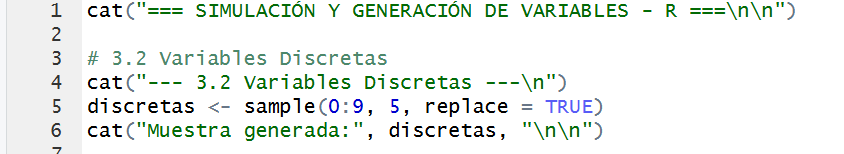 1 cat("=== SIMULACIÓN Y GENERACIÓN DE VARIABLES - R ===\n\n")
2
3 # 3.2 Variables Discretas
4 cat("--- 3.2 Variables Discretas ---\n")
5 discretas <- sample(0:9, 5, replace = TRUE)
6 cat("Muestra generada:", discretas, "\n\n")
7